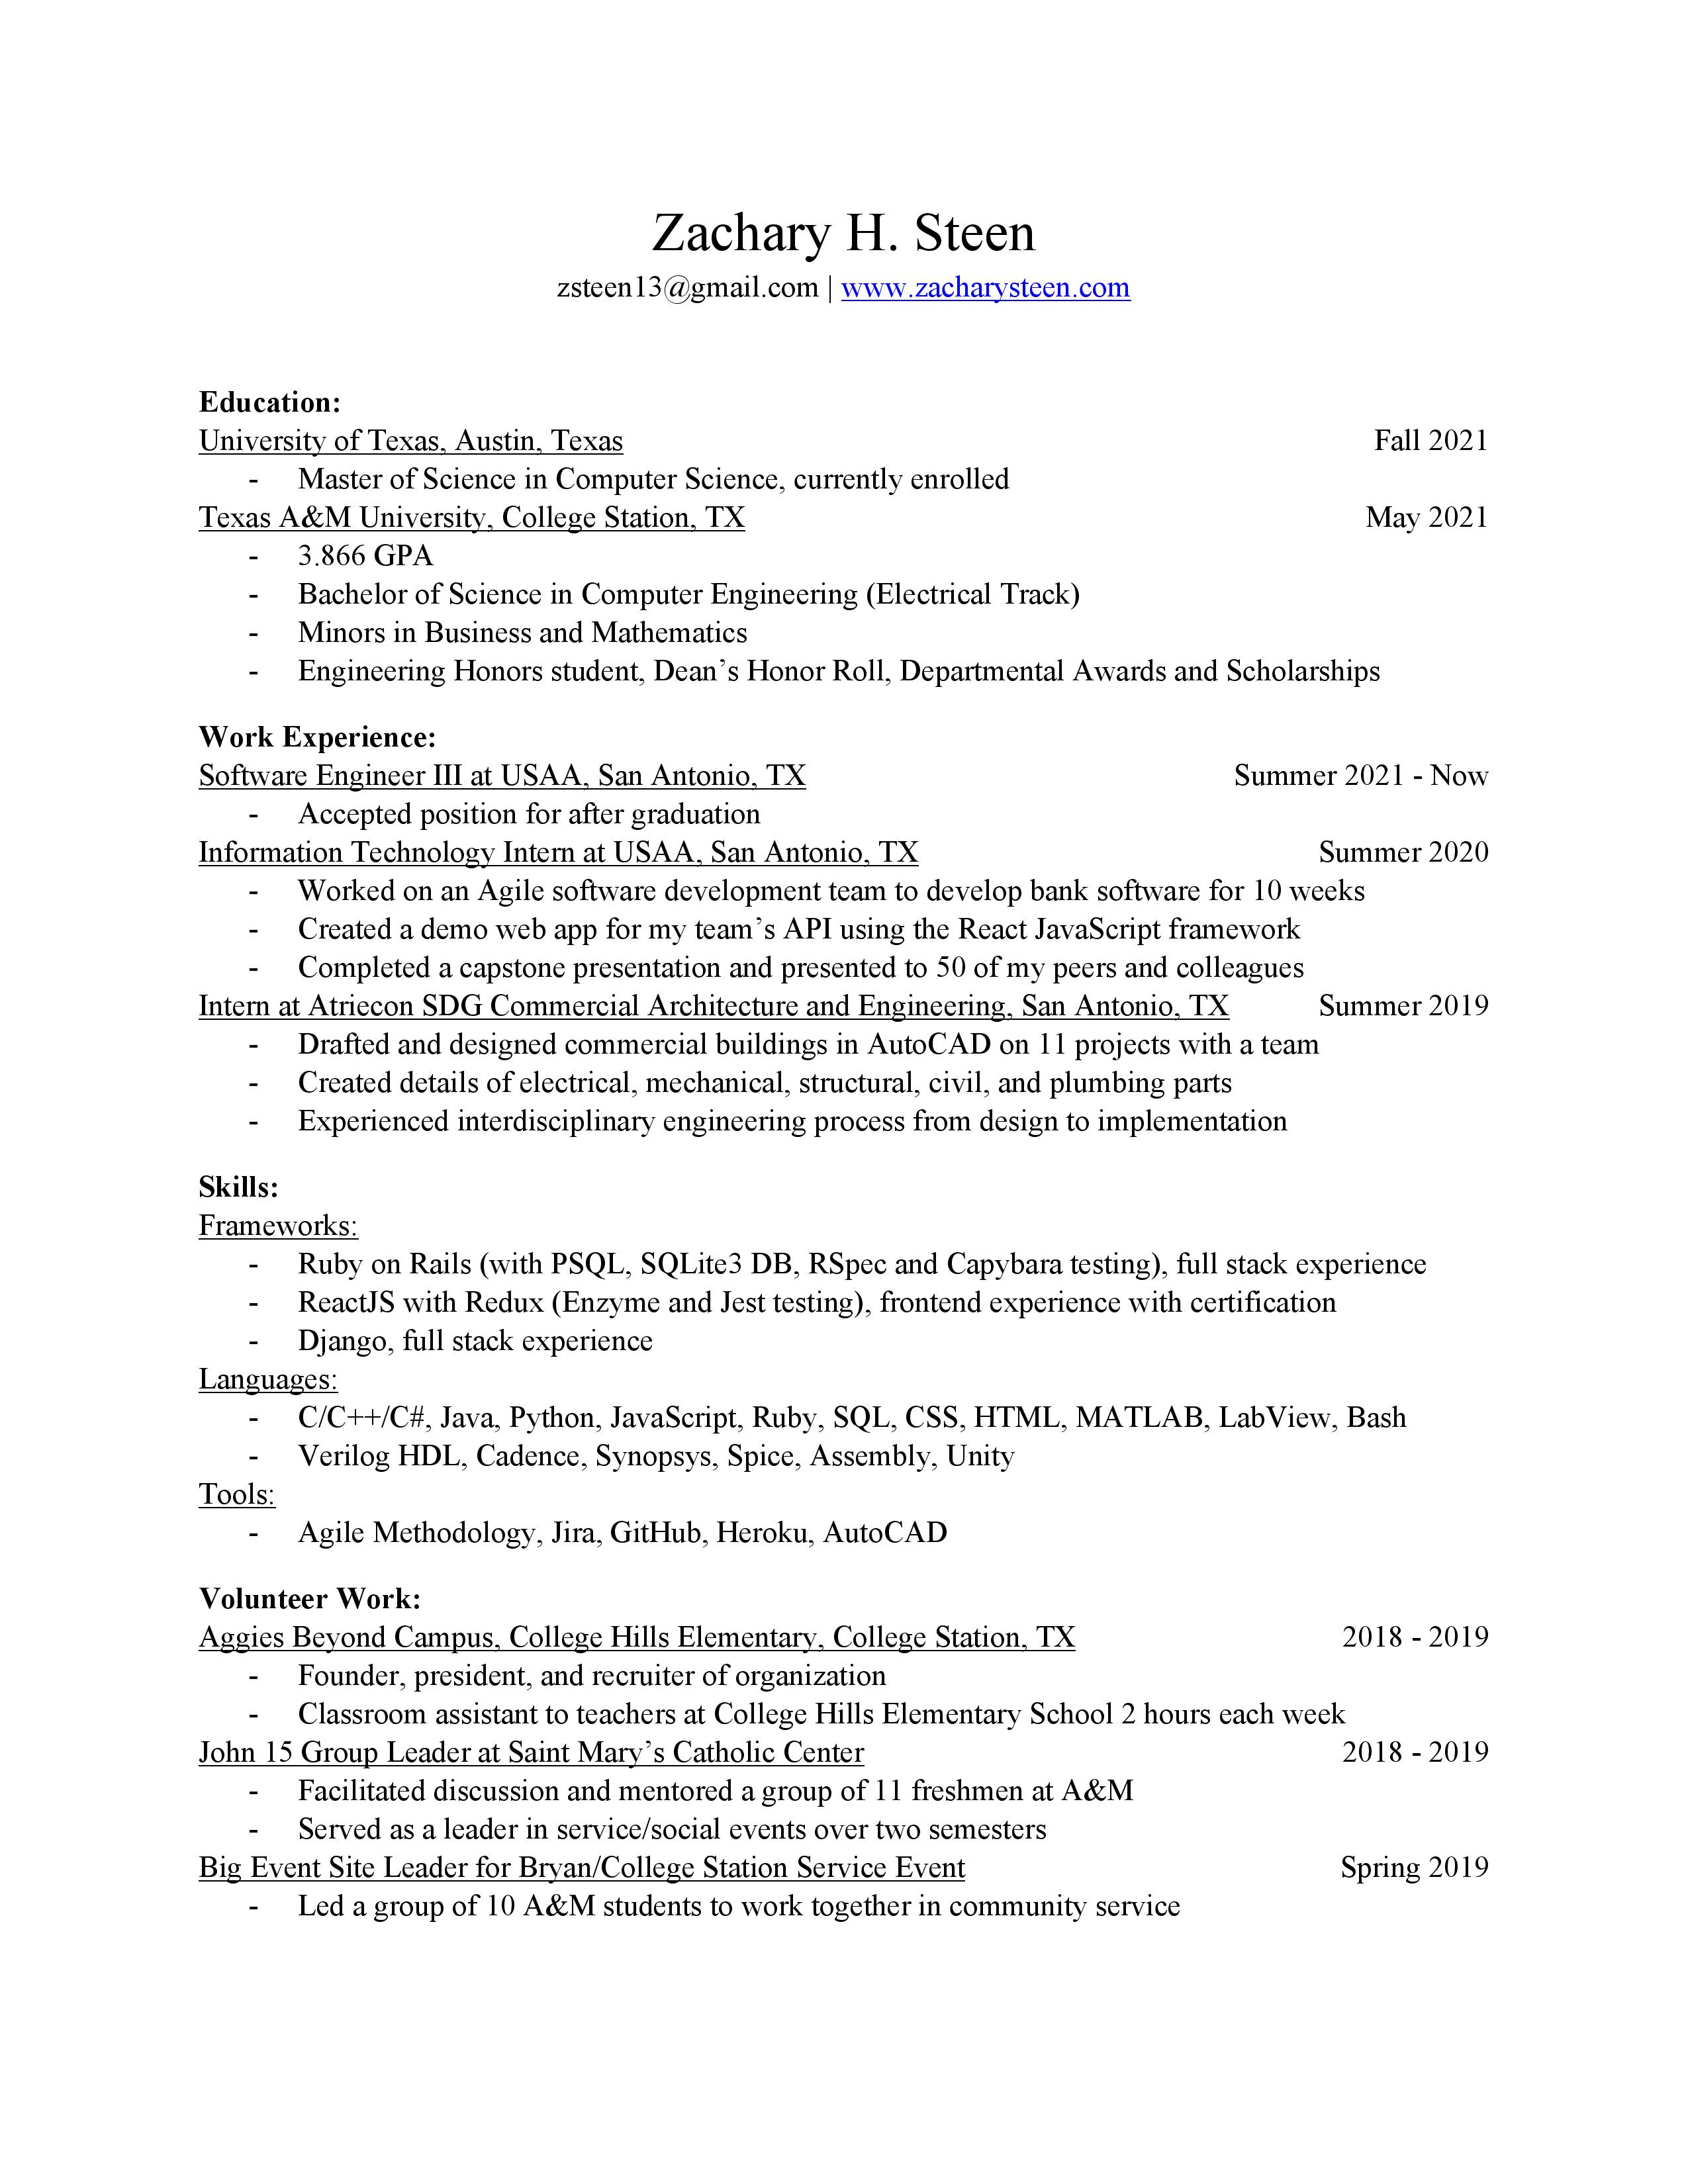 Zachary H. Steen
zsteen13@gmail.com | www.zacharysteen.com
Education:
University of Texas, Austin, Texas Fall 2021
- Master of Science in Computer Science, currently enrolled
Texas A&M University, College Station, TX May 2021
- 3.866 GPA
- Bachelor of Science in Computer Engineering (Electrical Track)
- Minors in Business and Mathematics
- Engineering Honors student, Dean’s Honor Roll, Departmental Awards and Scholarships
Work Experience:
Software Engineer III at USAA, San Antonio, TX Summer 2021 - Now
- Accepted position for after graduation
Information Technology Intern at USAA, San Antonio, TX Summer 2020
- Worked on an Agile software development team to develop bank software for 10 weeks
- Created a demo web app for my team’s API using the React JavaScript framework
- Completed a capstone presentation and presented to 50 of my peers and colleagues
Intern at Atriecon SDG Commercial Architecture and Engineering, San Antonio, TX Summer 2019
- Drafted and designed commercial buildings in AutoCAD on 11 projects with a team
- Created details of electrical, mechanical, structural, civil, and plumbing parts
- Experienced interdisciplinary engineering process from design to implementation
Skills:
Frameworks:
- Ruby on Rails (with PSQL, SQLite3 DB, RSpec and Capybara testing), full stack experience
- ReactJS with Redux (Enzyme and Jest testing), frontend experience with certification
- Django, full stack experience
Languages:
- C/C++/C#, Java, Python, JavaScript, Ruby, SQL, CSS, HTML, MATLAB, LabView, Bash
- Verilog HDL, Cadence, Synopsys, Spice, Assembly, Unity
Tools:
- Agile Methodology, Jira, GitHub, Heroku, AutoCAD
Volunteer Work:
Aggies Beyond Campus, College Hills Elementary, College Station, TX 2018 - 2019
- Founder, president, and recruiter of organization
- Classroom assistant to teachers at College Hills Elementary School 2 hours each week
John 15 Group Leader at Saint Mary’s Catholic Center 2018 - 2019
- Facilitated discussion and mentored a group of 11 freshmen at A&M
- Served as a leader in service/social events over two semesters
Big Event Site Leader for Bryan/College Station Service Event Spring 2019
- Led a group of 10 A&M students to work together in community service